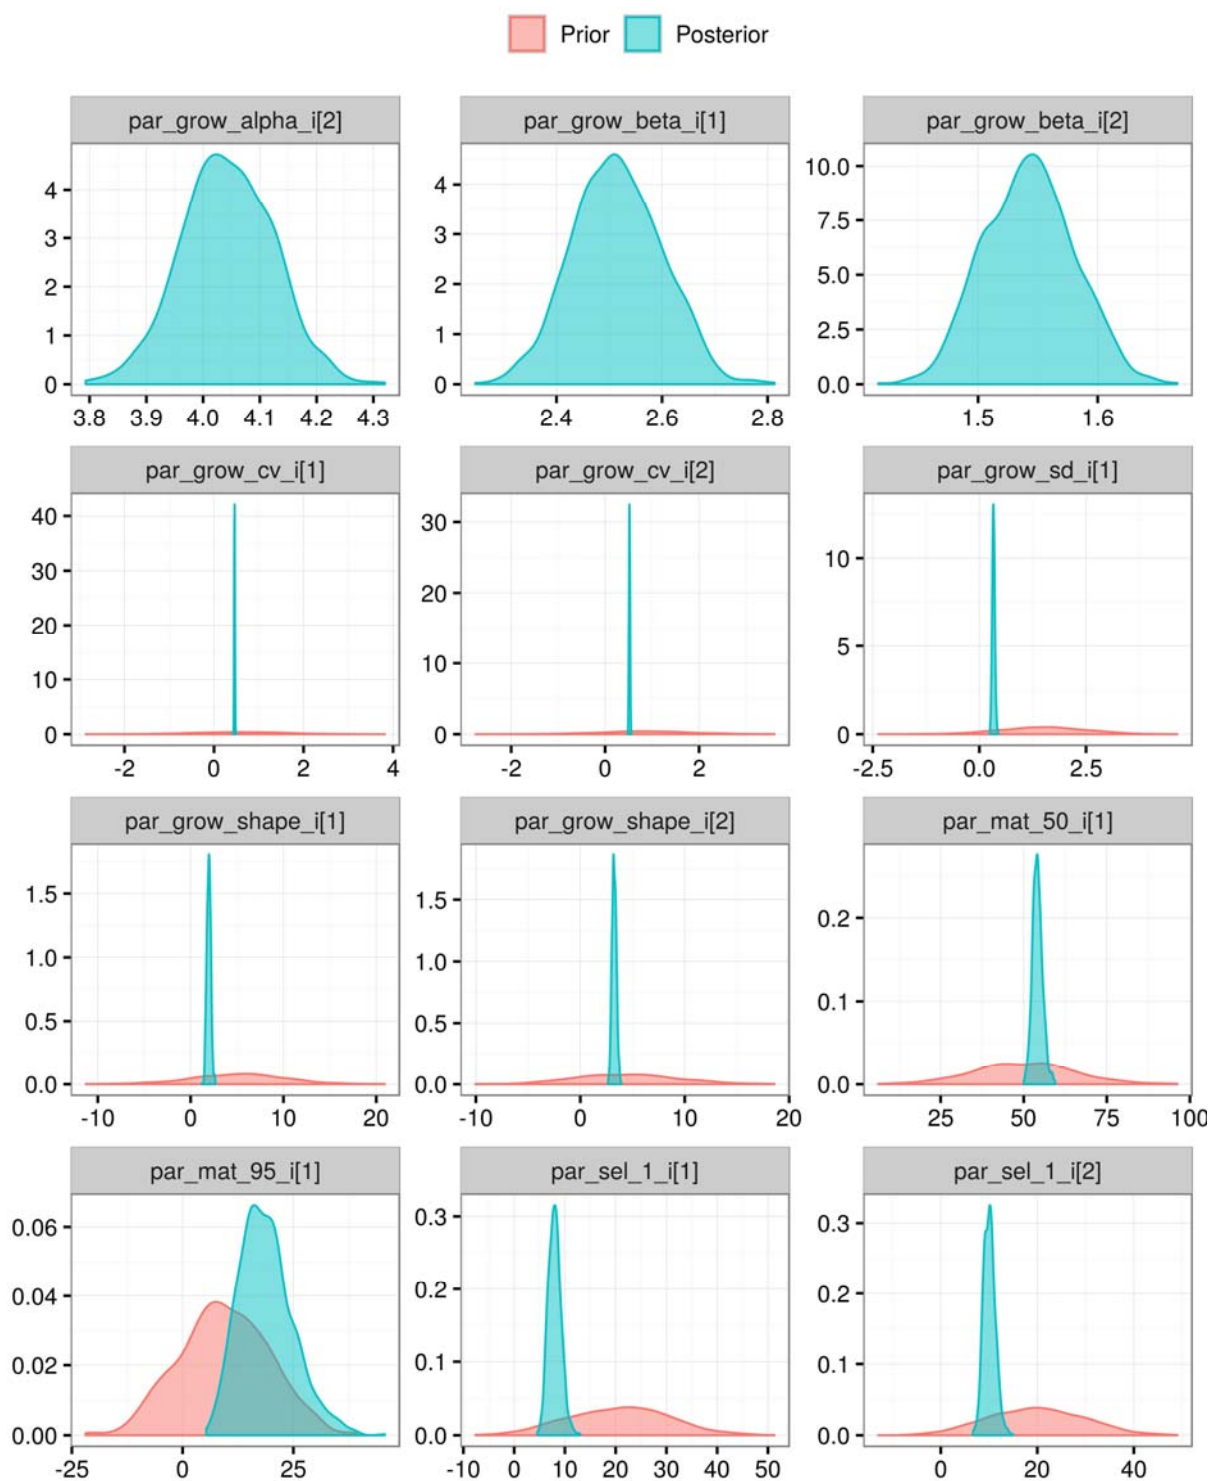 Prior Posterior
par_grow_alpha_i[2] par_grow_beta_i[1] par_grow_beta_i[2]
4 4 10.0
3 3 7.5
2 2 5.0
1 1 2.5
0 0 0.0
3.8 3.9 4.0 4.1 4.2 4.3 2.4 2.6 2.8 1.5 1.6
par_grow_cv_i[1] par_grow_cv_i[2] par_grow_sd_i[1]
40 30 10
30 20 5
20 10 0
10 0
0
-2 0 2 4 -2 0 2 -2.5 0.0 2.5
par_grow_shape_i[1] par_grow_shape_i[2] par_mat_50_i[1]
1.5 1.5 0.2
1.0 1.0 0.1
0.5 0.5 0.0
0.0 0.0
-10 0 10 20 -10 0 10 20 25 50 75 100
par_mat_95_i[1] par_sel_1_i[1] par_sel_1_i[2]
0.06 0.3 0.3
0.04 0.2 0.2
0.02 0.1 0.1
0.00 0.0 0.0
-25 0 25 -10 0 10 20 30 40 50 0 20 40